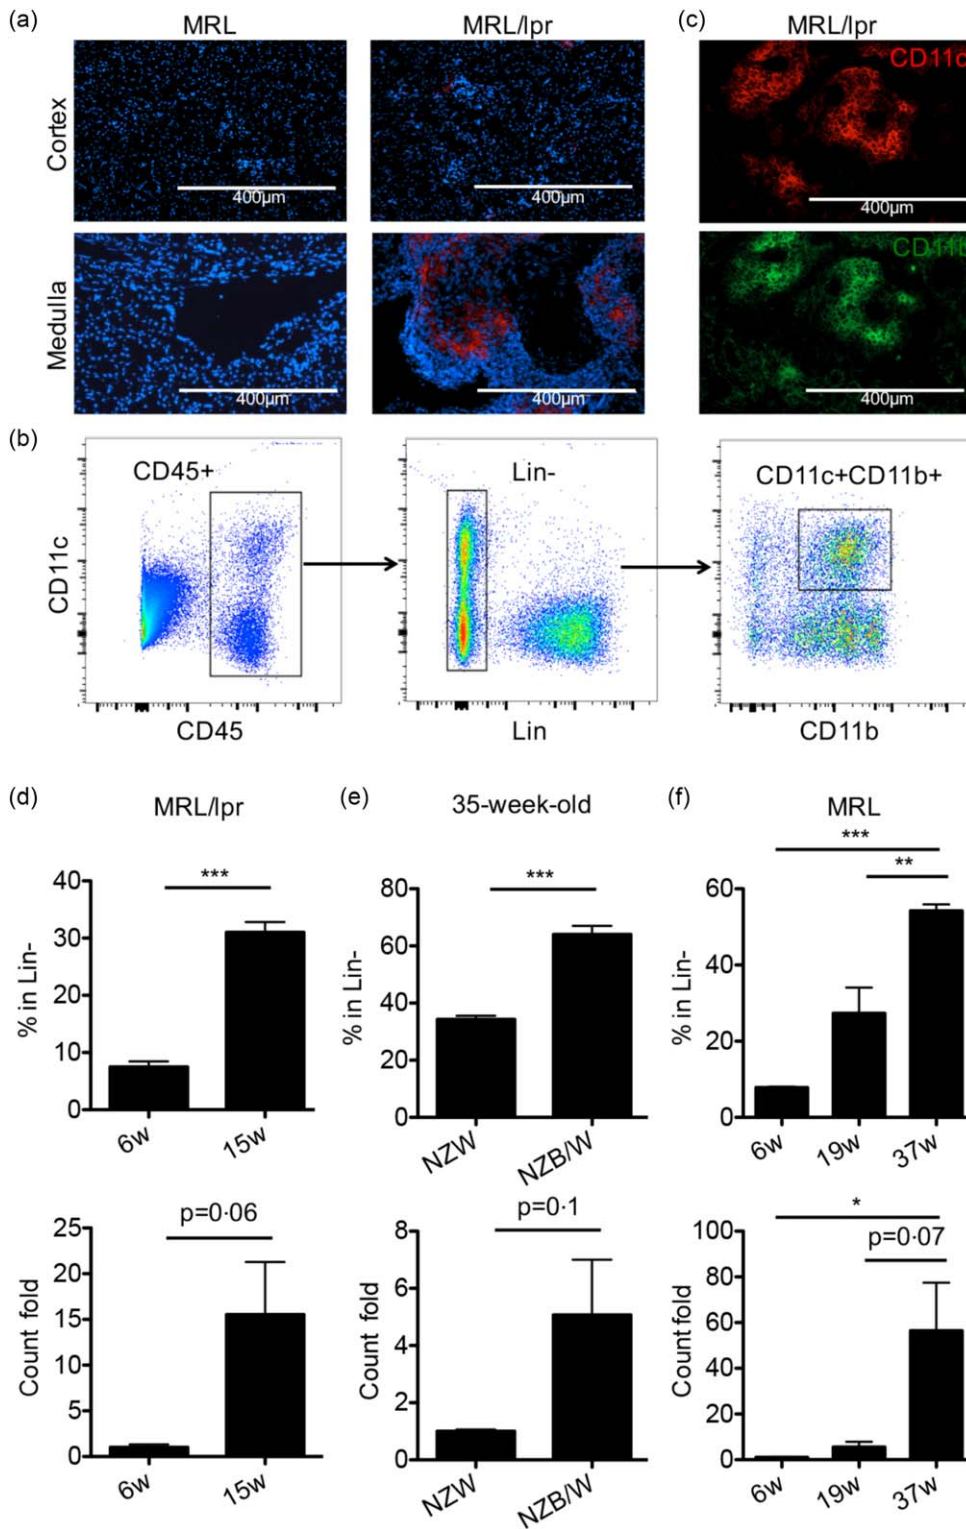 (a)
MRL
MRL/lpr
Cortex
400µm
400µm
Medulla
400µm
400µm
(c)
MRL/lpr
CD11c
400µm
CD11b
400µm
(b)
CD45+
CD11c
CD45
Lin-
Lin
CD11c+CD11b+
CD11b
(d)
MRL/lpr
***
% in Lin-
40
30
20
10
0
6w
15w
p=0·06
Count fold
25
20
15
10
5
0
6w
15w
(e)
35-week-old
***
% in Lin-
80
60
40
20
0
NZW
NZB/W
p=0·1
Count fold
8
6
4
2
0
NZW
NZB/W
(f)
MRL
***
**
% in Lin-
60
40
20
0
6w
19w
37w
*
p=0·07
Count fold
100
80
60
40
20
0
6w
19w
37w